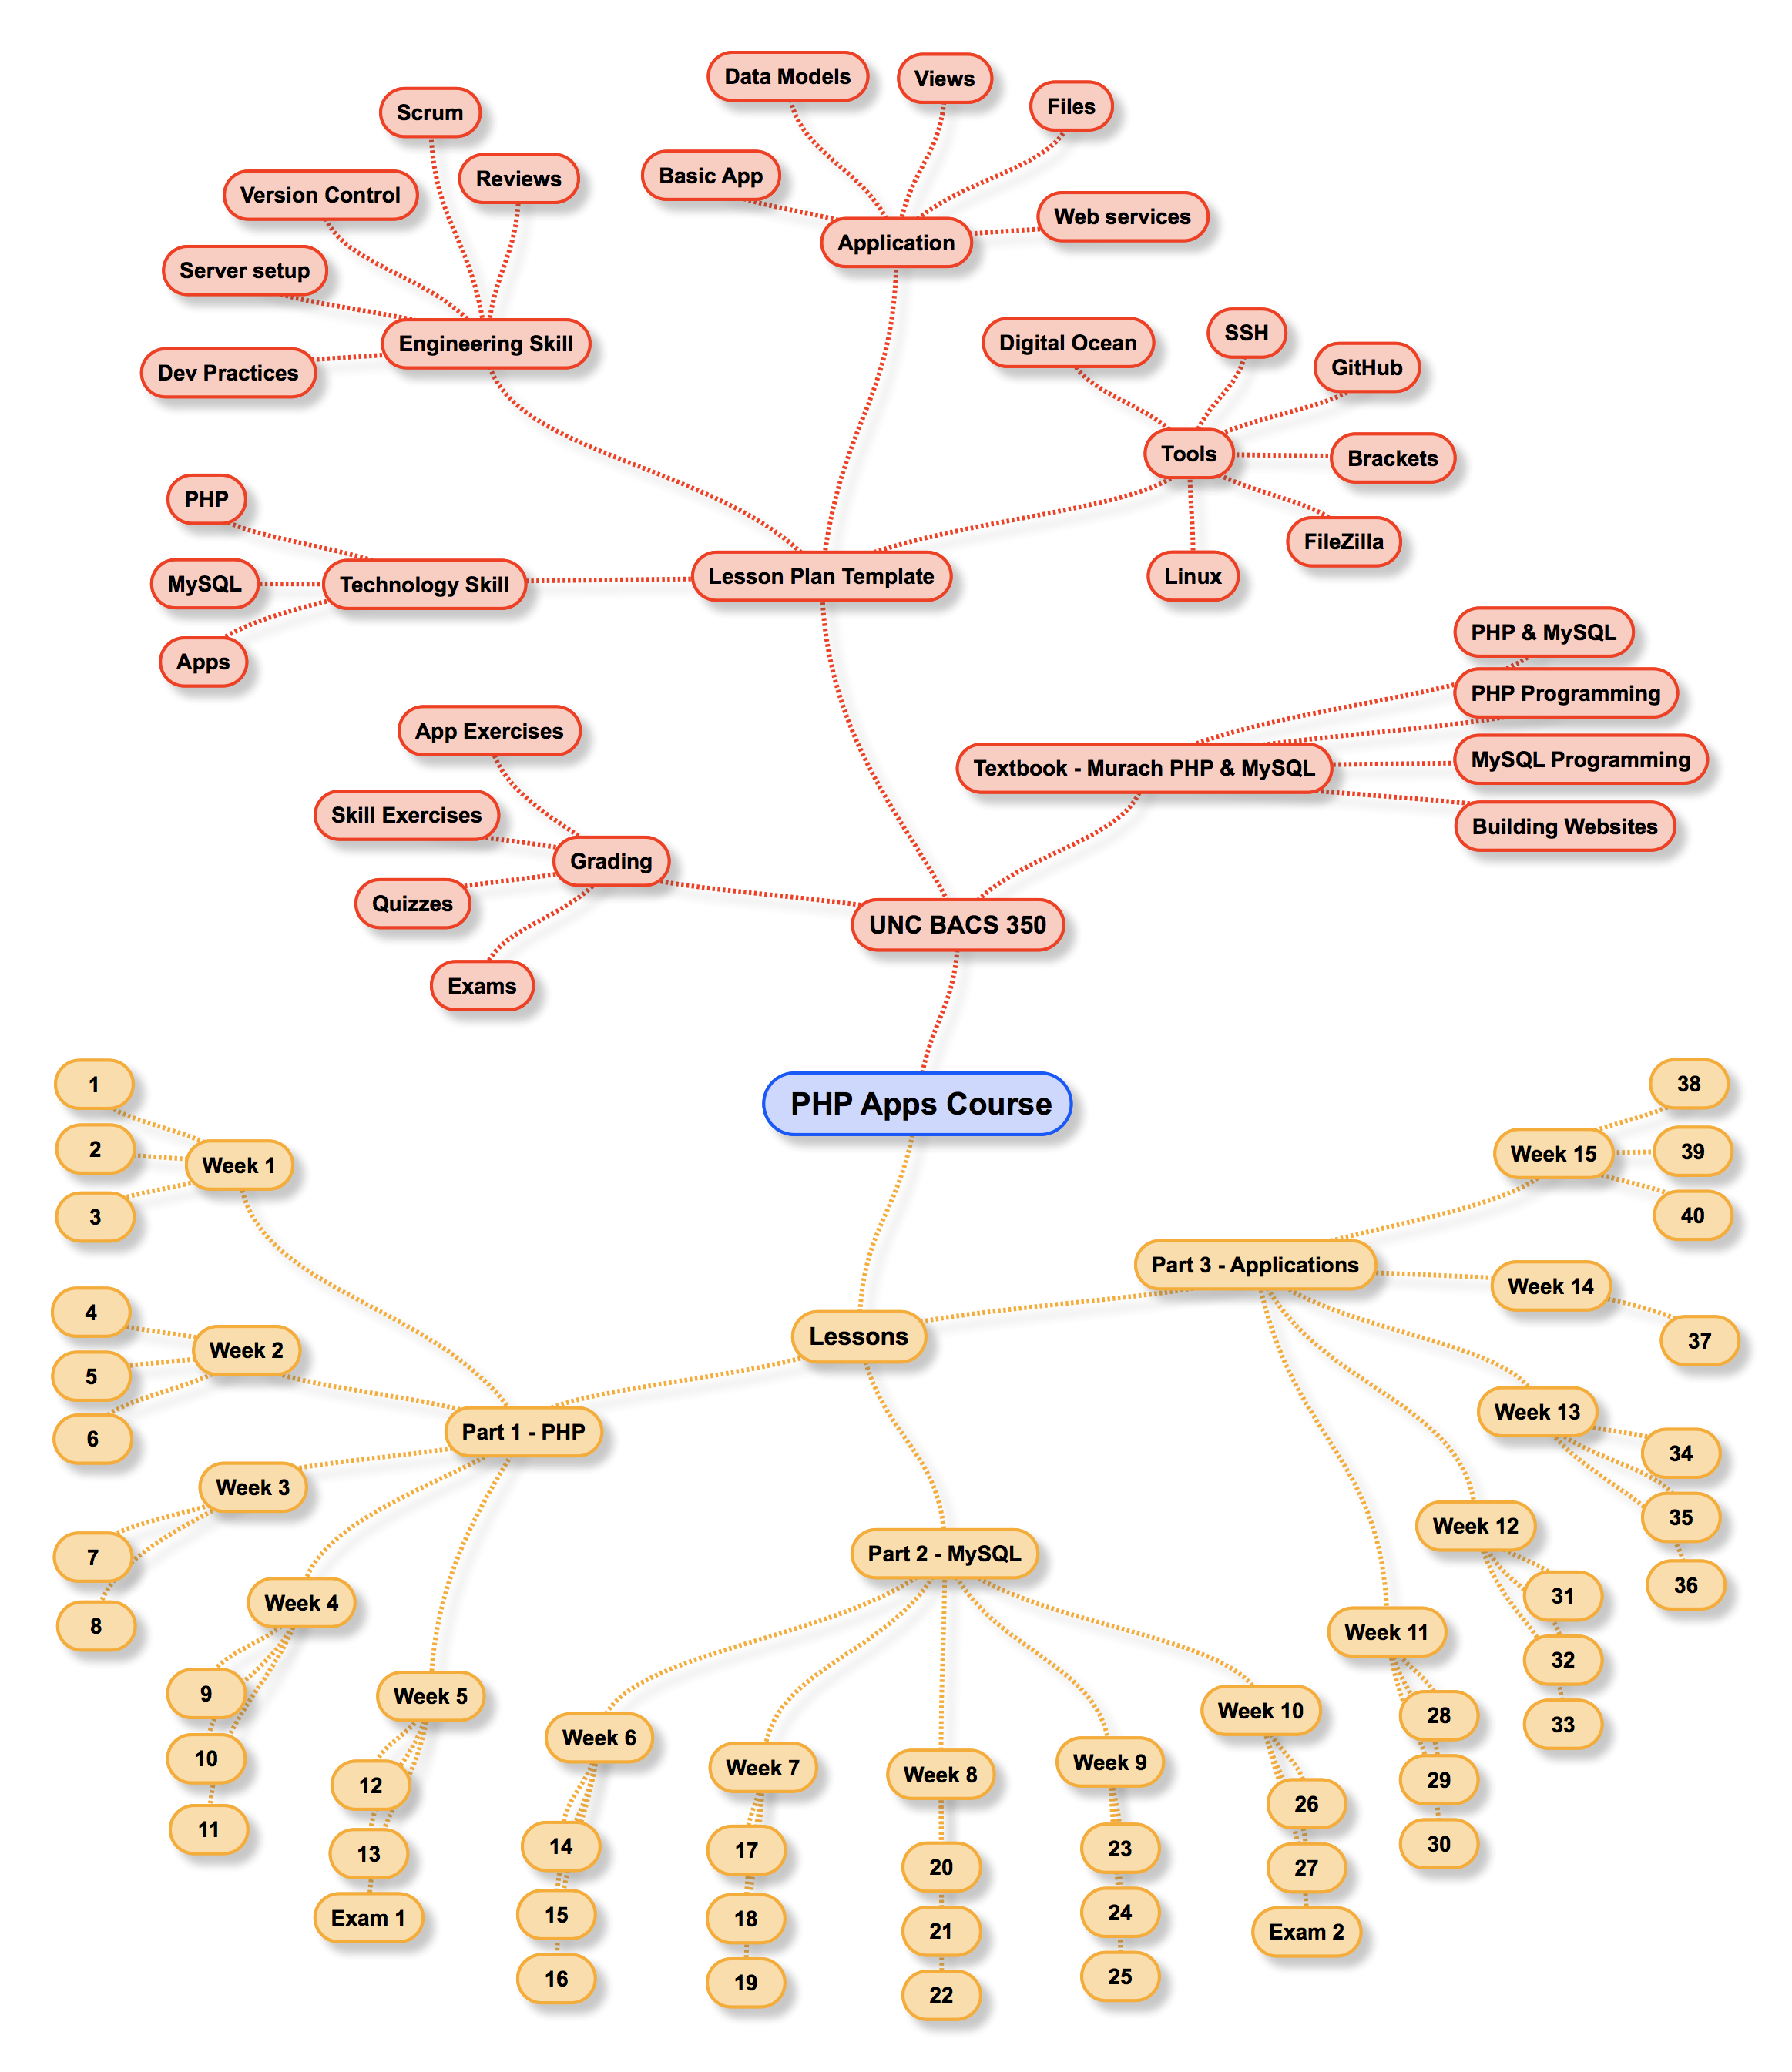 Data Models
Views
Files
Scrum
Basic App
Reviews
Version Control
Web services
Application
Server setup
Engineering Skill
Dev Practices
Digital Ocean
SSH
GitHub
Tools
Brackets
FileZilla
Linux
PHP
MySQL
Technology Skill
Lesson Plan Template
Apps
PHP & MySQL
PHP Programming
MySQL Programming
Building Websites
Textbook - Murach PHP & MySQL
App Exercises
Skill Exercises
Grading
Quizzes
Exams
UNC BACS 350
PHP Apps Course
Lessons
Part 1 - PHP
Week 1
1
2
3
Week 2
4
5
6
Week 3
7
8
Week 4
9
10
11
Week 5
12
13
Exam 1
Part 2 - MySQL
Week 6
14
15
16
Week 7
17
18
19
Week 8
20
21
22
Week 9
23
24
25
Week 10
26
27
Exam 2
Part 3 - Applications
Week 11
28
29
30
Week 12
31
32
33
Week 13
34
35
36
Week 14
37
Week 15
38
39
40